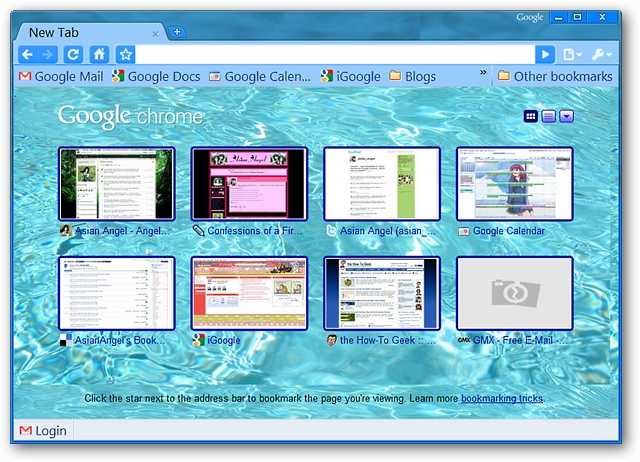 Google
New Tab
Google Mail Google Docs Google Calen... iGoogle Blogs » Other bookmarks
Google chrome
Asian Angel - Angel... Confessions of a Fir... Asian Angel (asian_... Google Calendar
AsianAngel's Book... iGoogle the How-To Geek :: ... GMX - Free E-Mail -...
Click the star next to the address bar to bookmark the page you're viewing. Learn more bookmarking tricks.
Login